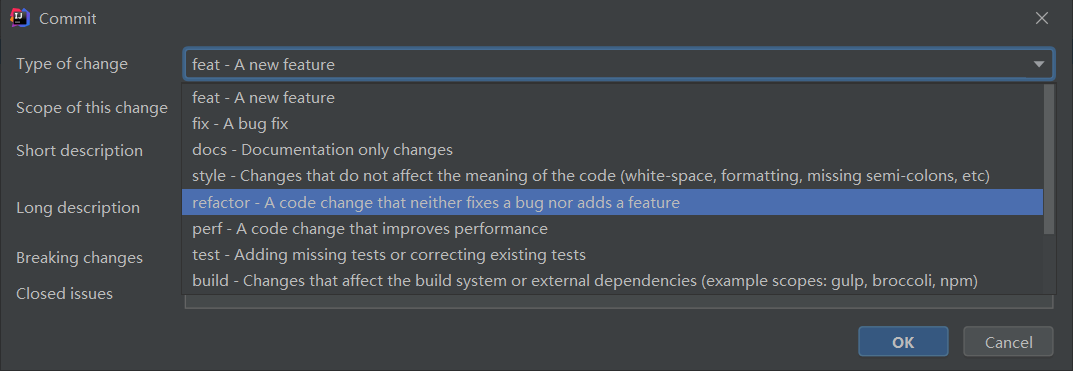 Commit
Type of change
feat - A new feature
feat - A new feature
Scope of this change
fix - A bug fix
docs - Documentation only changes
Short description
style - Changes that do not affect the meaning of the code (white-space, formatting, missing semi-colons, etc)
refactor - A code change that neither fixes a bug nor adds a feature
Long description
perf - A code change that improves performance
test - Adding missing tests or correcting existing tests
Breaking changes
build - Changes that affect the build system or external dependencies (example scopes: gulp, broccoli, npm)
Closed issues
OK
Cancel